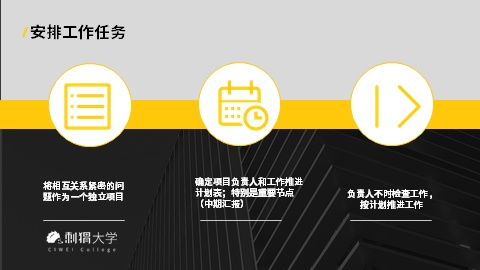 安排工作任务
将相互关系紧密的问
题作为一个独立项目
确定项目负责人和工作推进
计划表；特别是重要节点
（中期汇报）
负责人不时检查工作，
按计划推进工作
刺猬大学
CIWEI College